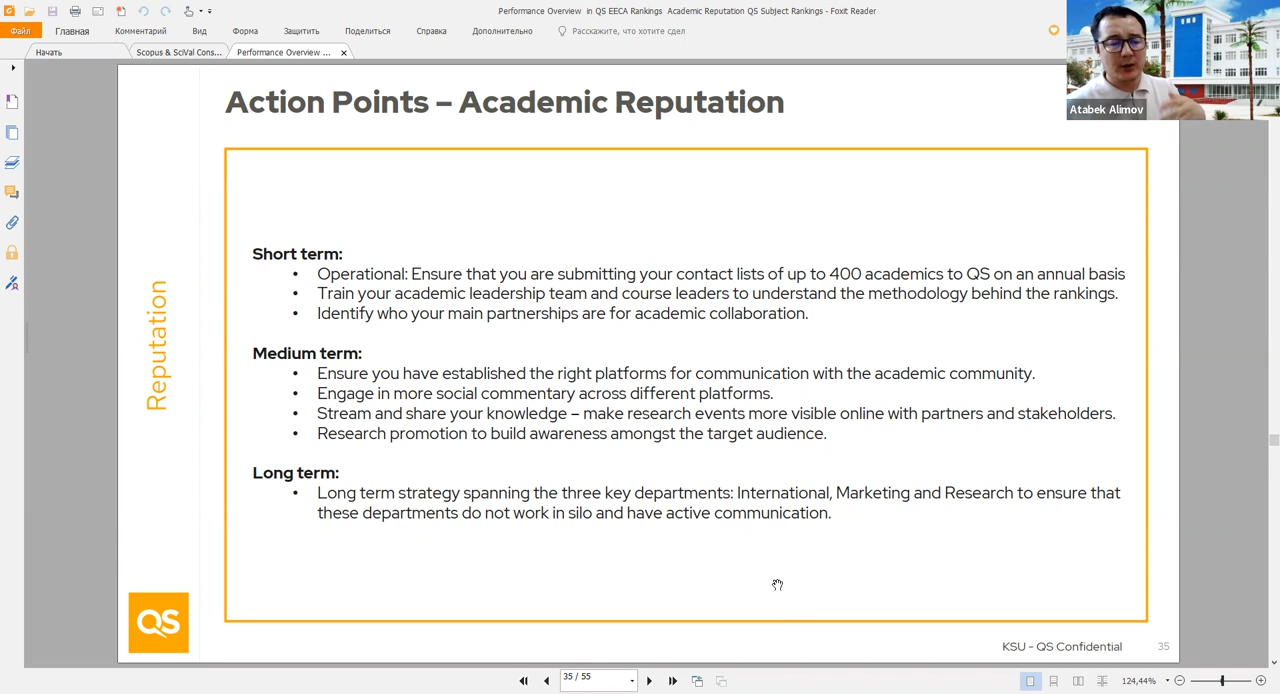 Performance Overview in QS EECA Rankings Academic Reputation QS Subject Rankings - Foxit Reader
Файл Главная Комментарий Вид Форма Защитить Поделиться Справка Дополнительно Расскажите, что хотите сдел
Начать Scopus & SciVal Cons... Performance Overview ...
Atabek Alimov
Action Points – Academic Reputation
Reputation
Short term:
• Operational: Ensure that you are submitting your contact lists of up to 400 academics to QS on an annual basis
• Train your academic leadership team and course leaders to understand the methodology behind the rankings.
• Identify who your main partnerships are for academic collaboration.
Medium term:
• Ensure you have established the right platforms for communication with the academic community.
• Engage in more social commentary across different platforms.
• Stream and share your knowledge – make research events more visible online with partners and stakeholders.
• Research promotion to build awareness amongst the target audience.
Long term:
• Long term strategy spanning the three key departments: International, Marketing and Research to ensure that
these departments do not work in silo and have active communication.
QS
KSU - QS Confidential 35
35 / 55
124,44%